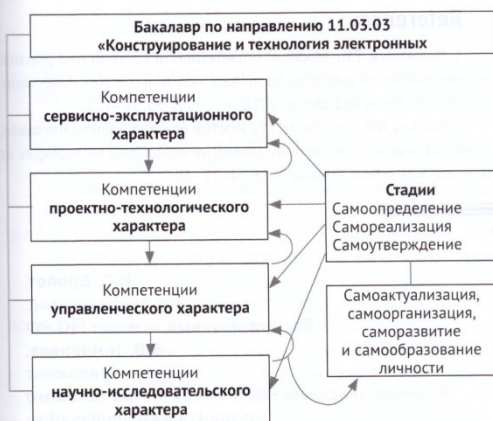 Бакалавр по направлению 11.03.03
«Конструирование и технология электронных
Компетенции
сервисно-эксплуатационного
характера
Компетенции
проектно-технологического
характера
Компетенции
управленческого характера
Компетенции
научно-исследовательского
характера
Стадии
Самоопределение
Самореализация
Самоутверждение
Самоактуализация,
самоорганизация,
саморазвитие
и самообразование
личности